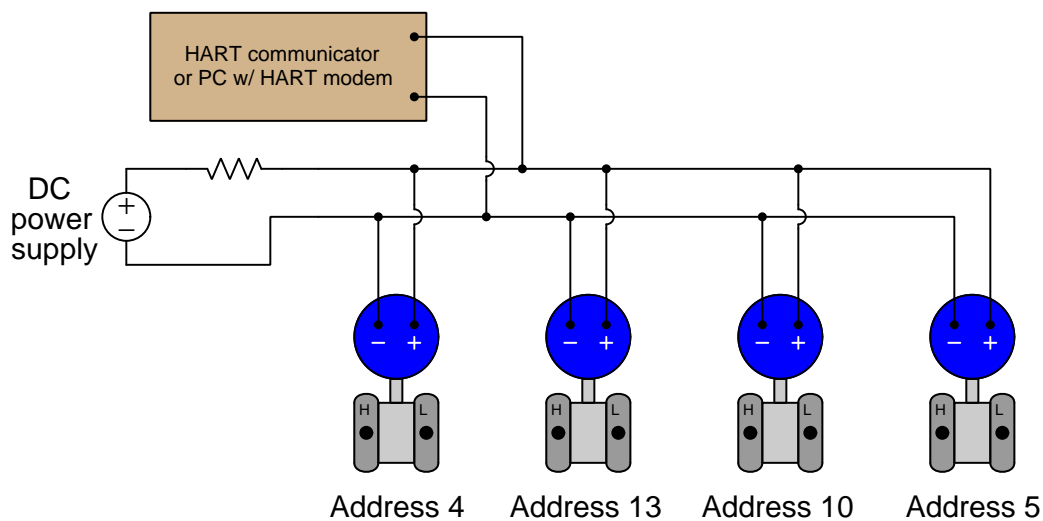 HART communicator
or PC w/ HART modem
DC
power
supply
+
−
− +
− +
− +
− +
H L
H L
H L
H L
Address 4
Address 13
Address 10
Address 5